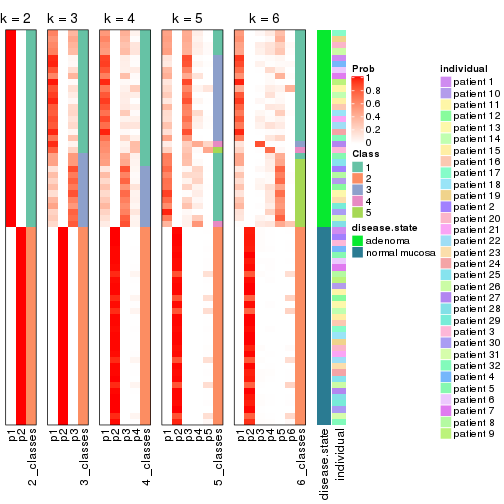 k = 2
k = 3
k = 4
k = 5
k = 6
p1
p2
2_classes
p1
p2
p3
3_classes
p1
p2
p3
p4
4_classes
p1
p2
p3
p4
p5
5_classes
p1
p2
p3
p4
p5
p6
6_classes
disease.state
individual
Prob
1
0.8
0.6
0.4
0.2
0
Class
1
2
3
4
5
disease.state
adenoma
normal mucosa
individual
patient 1
patient 10
patient 11
patient 12
patient 13
patient 14
patient 15
patient 16
patient 17
patient 18
patient 19
patient 2
patient 20
patient 21
patient 22
patient 23
patient 24
patient 25
patient 26
patient 27
patient 28
patient 29
patient 3
patient 30
patient 31
patient 32
patient 4
patient 5
patient 6
patient 7
patient 8
patient 9